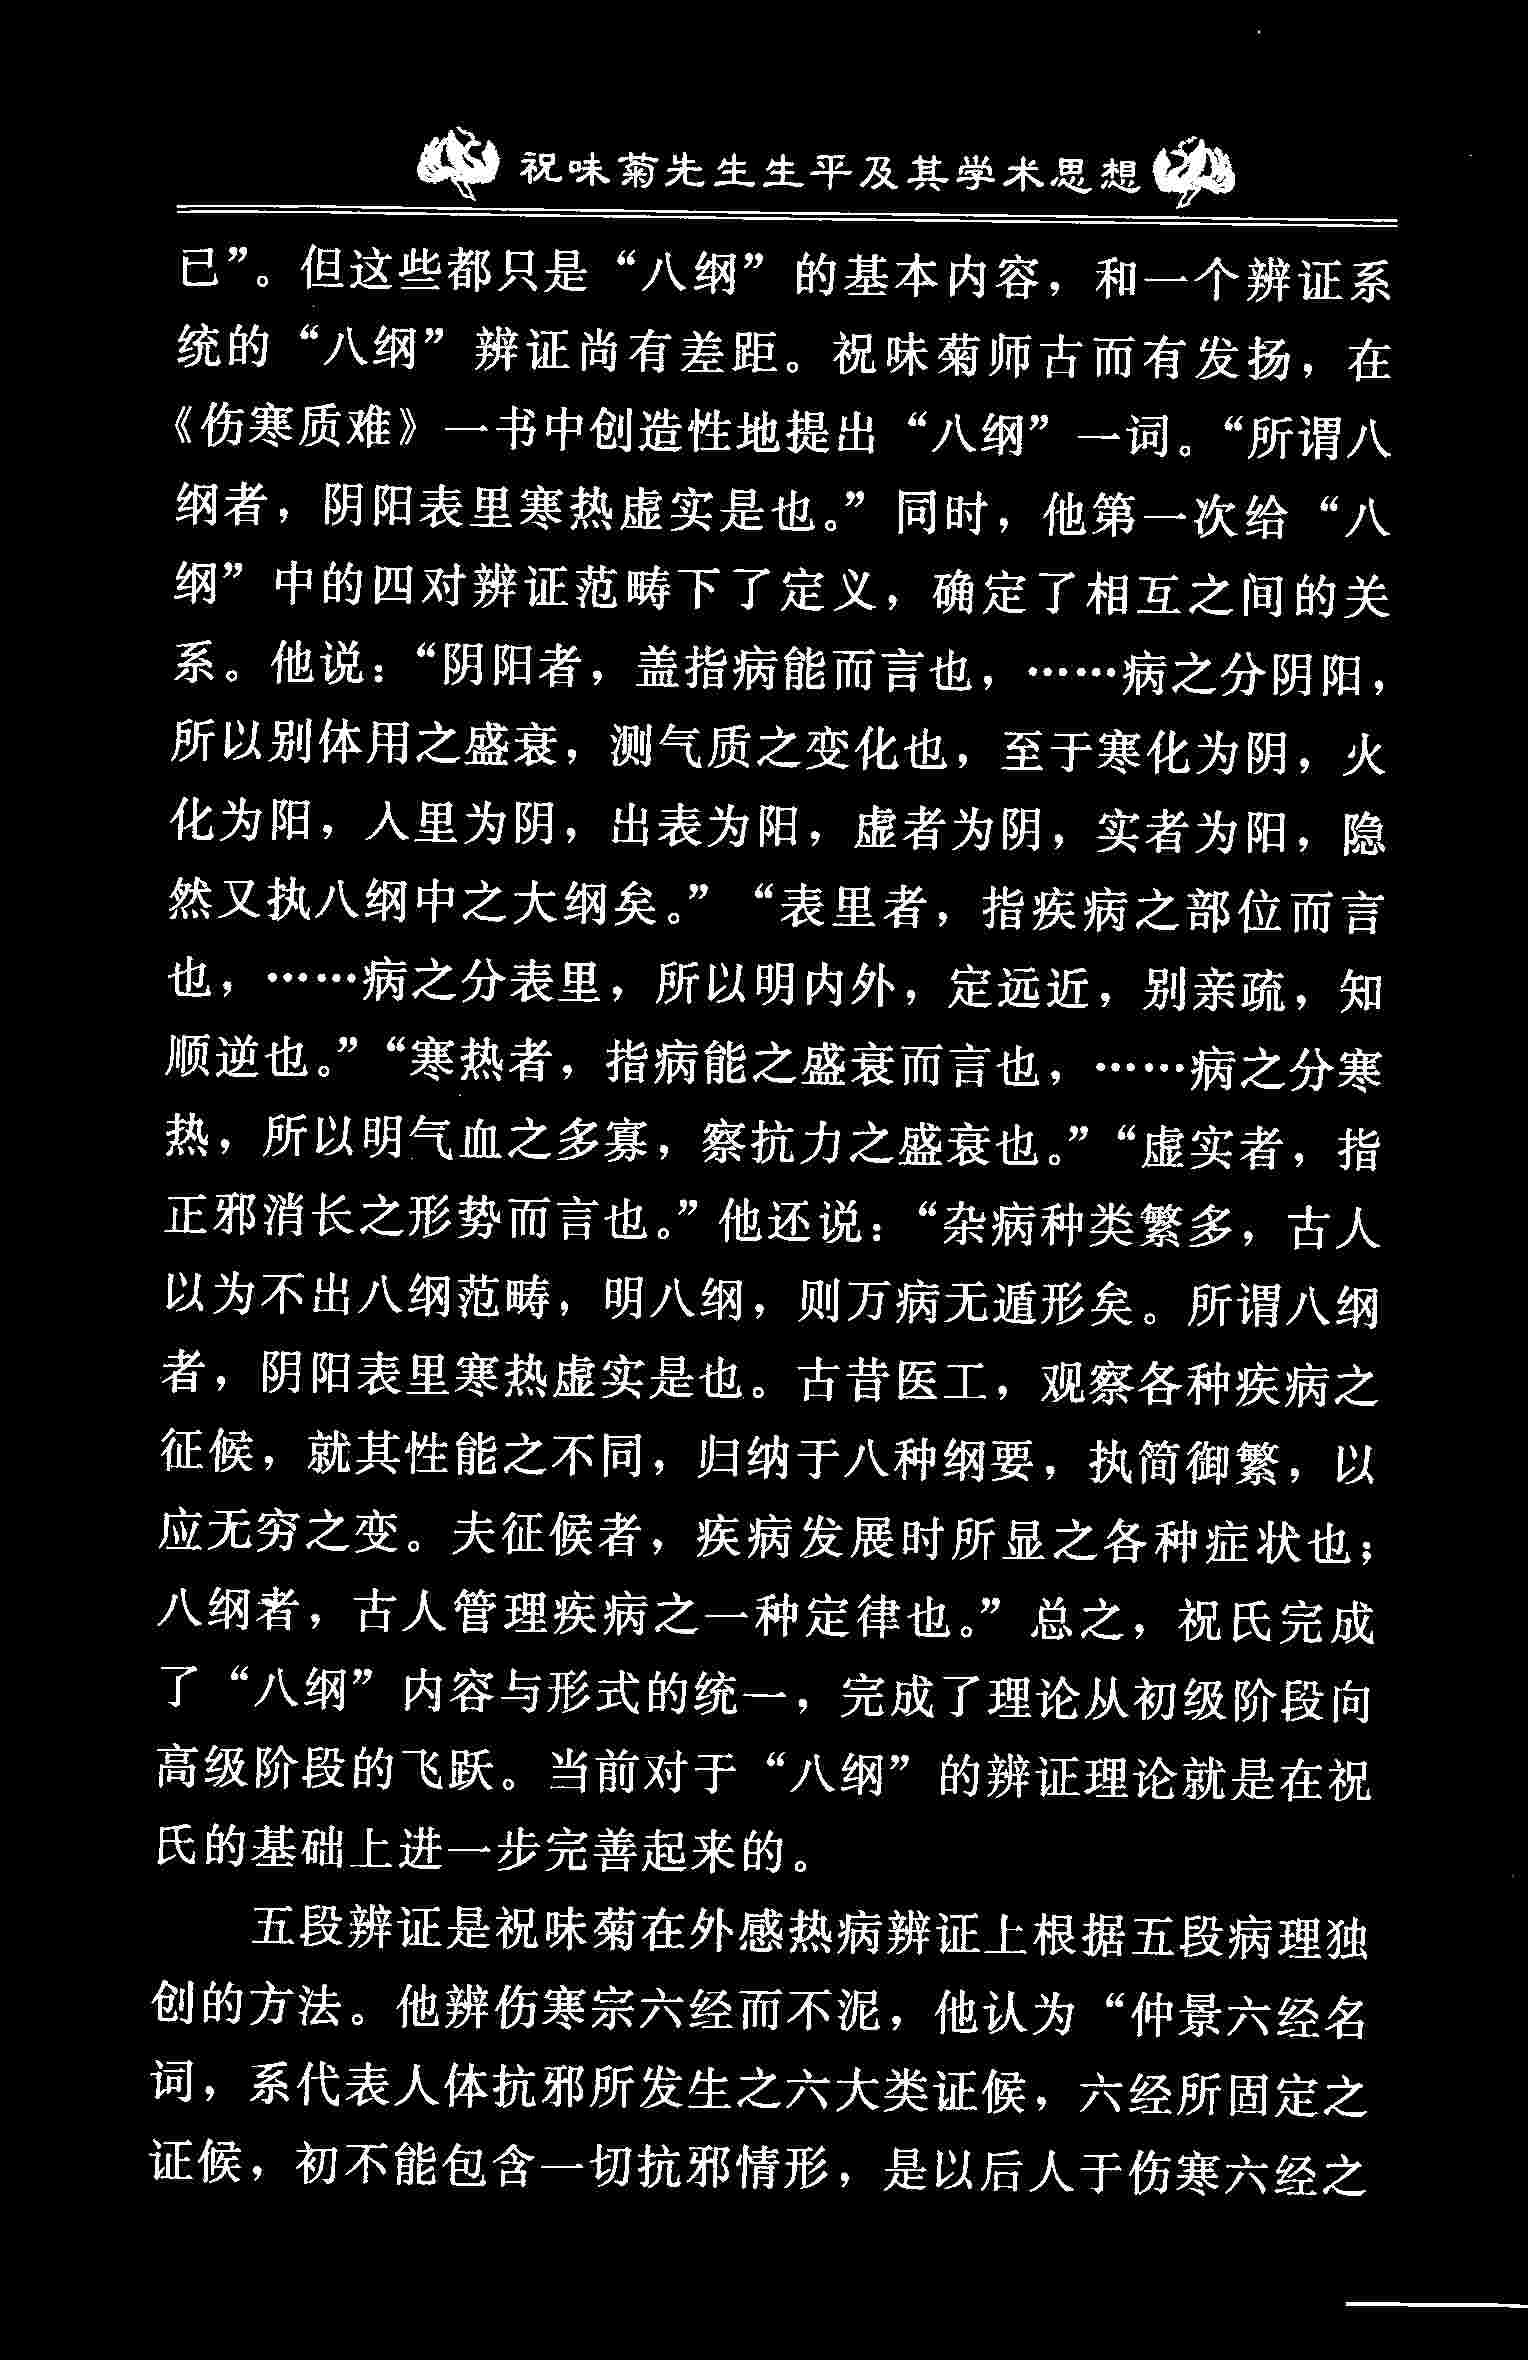 祝味菊先生生平及其学术思想
已”。但这些都只是“八纲”的基本内容，和一个辨证系
统的“八纲”辨证尚有差距。祝味菊师古而有发扬，在
《伤寒质难》一书中创造性地提出“八纲”一词。“所谓八
纲者，阴阳表里寒热虚实是也。”同时，他第一次给“八
纲”中的四对辨证范畴下了定义，确定了相互之间的关
系。他说：“阴阳者，盖指病能而言也，……病之分阴阳，
所以别体用之盛衰，测气质之变化也，至于寒化为阴，火
化为阳，入里为阴，出表为阳，虚者为阴，实者为阳，隐
然又执八纲中之大纲矣。”“表里者，指疾病之部位而言
也，……病之分表里，所以明内外，定远近，别亲疏，知
顺逆也。”“寒热者，指病能之盛衰而言也，……病之分寒
热，所以明气血之多寡，察抗力之盛衰也。”“虚实者，指
正邪消长之形势而言也。”他还说：“杂病种类繁多，古人
以为不出八纲范畴，明八纲，则万病无遁形矣。所谓八纲
者，阴阳表里寒热虚实是也。古昔医工，观察各种疾病之
征候，就其性能之不同，归纳于八种纲要，执简御繁，以
应无穷之变。夫征候者，疾病发展时所显之各种症状也；
八纲者，古人管理疾病之一种定律也。”总之，祝氏完成
了“八纲”内容与形式的统一，完成了理论从初级阶段向
高级阶段的飞跃。当前对于“八纲”的辨证理论就是在祝
氏的基础上进一步完善起来的。
五段辨证是祝味菊在外感热病辨证上根据五段病理独
创的方法。他辨伤寒宗六经而不泥，他认为“仲景六经名
词，系代表人体抗邪所发生之六大类证候，六经所固定之
证候，初不能包含一切抗邪情形，是以后人于伤寒六经之